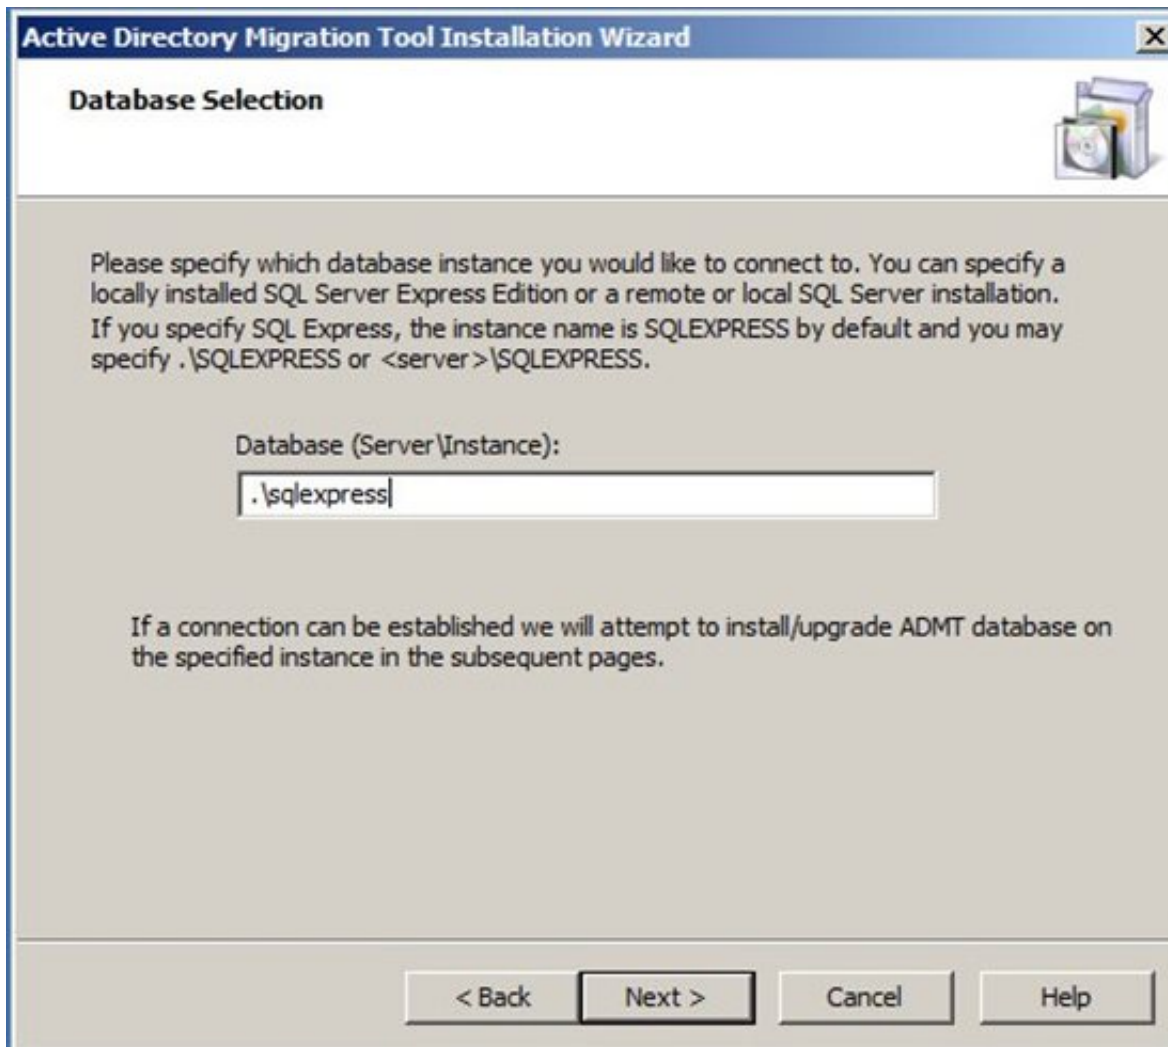 Active Directory Migration Tool Installation Wizard
Database Selection
Please specify which database instance you would like to connect to. You can specify a
locally installed SQL Server Express Edition or a remote or local SQL Server installation.
If you specify SQL Express, the instance name is SQLEXPRESS by default and you may
specify .\SQLEXPRESS or <server>\SQLEXPRESS.
Database (Server\Instance):
.\sqlexpress
If a connection can be established we will attempt to install/upgrade ADMT database on
the specified instance in the subsequent pages.
< Back Next > Cancel Help